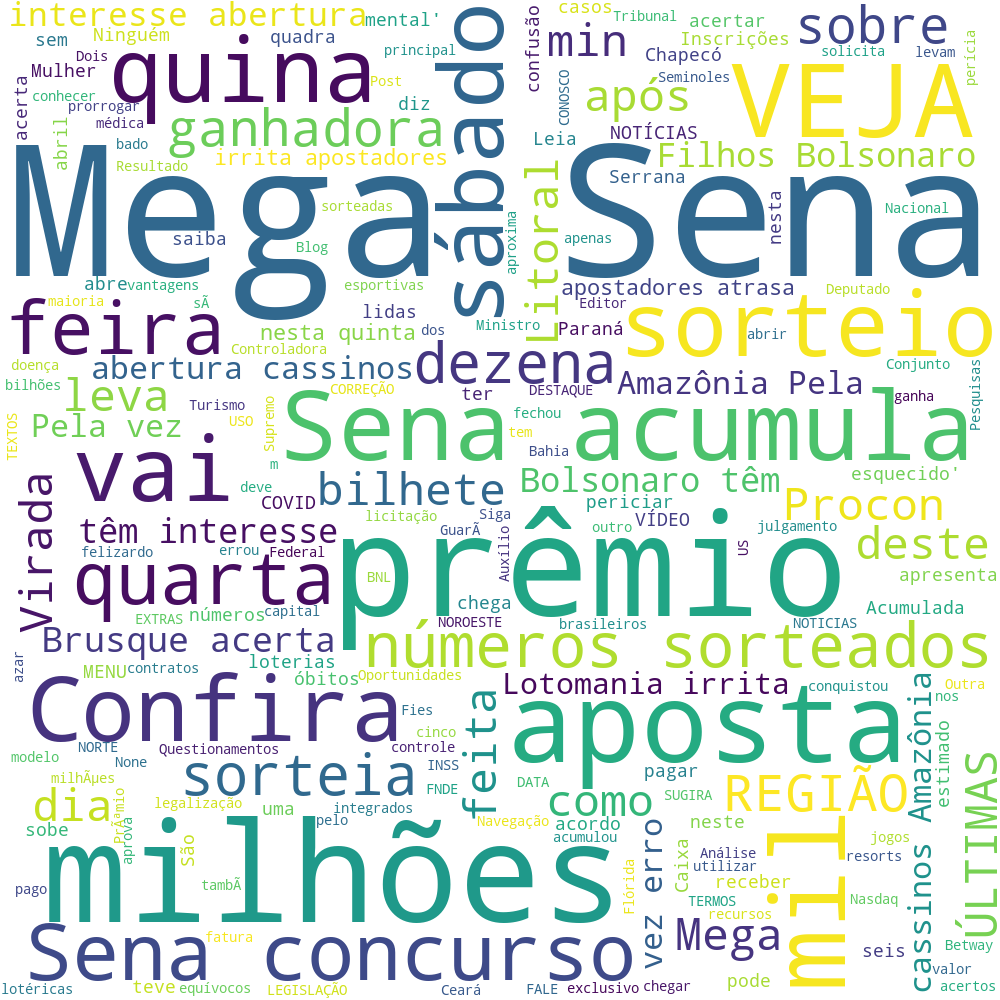 interesse abertura
mental'
casos
Tribunal
acertar
sobre
Ninguém
quadra
sem
Dois
principal
quina
sábado
min
confusão
Inscrições
solicita
levam
Chapecó
VEJA
perícia
Mulher
Post
Seminoles
conhecer
acerta
prorrogar
diz
após
CONOSCO
médica
ganhadora
abril
bado
Leia
NOTÍCIAS
irrita apostadores
Filhos Bolsonaro
Resultado
Serrana
Mega
Sena
sorteadas
Litoral
nesta
Nacional
saiba
Blog
aproxima
apenas
abre
vantagens
esportivas
apostadores atrasa
Deputado
maioria
sÃ
lidas
Editor
feira
nesta quinta
dos
Ministro
Paraná
abrir
sorteio
Controladora
doença
abertura cassinos
dezena
Conjunto
bilhões
leva
CORREÇÃO
ter
DESTAQUE
Amazônia Pela
ganha
Pesquisas
Turismo
TEXTOS
Pela vez
USO
Supremo
Sena acumula
fechou
tem
Bahia
vai
m
bilhete
Bolsonaro têm
esquecido'
deve
COVID
periciar
Procon
Virada
têm interesse
licitação
GuarÃ
Siga
VÍDEO
Auxílio
outro
julgamento
deste
felizardo
errou
Federal
prêmio
US
quarta
BNL
apresenta
números
capital
chega
Acumulada
EXTRAS
NOROESTE
brasileiros
NOTICIAS
Brusque acerta
azar
MENU
contratos
loterias
números sorteados
óbitos
Oportunidades
Lotomania irrita
conquistou
Outra
Confira
Fies
aposta
nos
cassinos Amazônia
NORTE
Questionamentos
cinco
controle
feita
modelo
None
sorteia
INSS
pagar
estimado
milhÃµes
FNDE
DATA
REGIÃO
ÚLTIMAS
dia
legalização
uma
integrados
como
SUGIRA
PrÃªmio
pelo
Navegação
acordo
neste
mil
sobe
aprova
São
acumulou
vez erro
Caixa
jogos
milhões
Análise
utilizar
resorts
pago
tambÃ
Flórida
receber
TERMOS
Nasdaq
recursos
Sena concurso
fatura
Mega
seis
Betway
valor
lotéricas
teve
equívocos
LEGISLAÇÃO
Ceará
FALE
exclusivo
chegar
pode
acertos